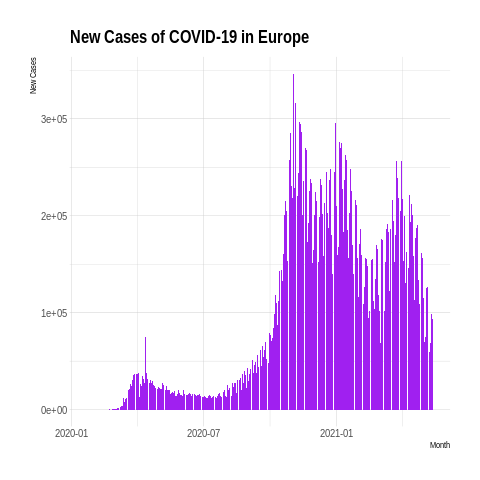 New Cases of COVID-19 in Europe
New Cases
3e+05
2e+05
1e+05
0e+00
2020-01
2020-07
2021-01
Month